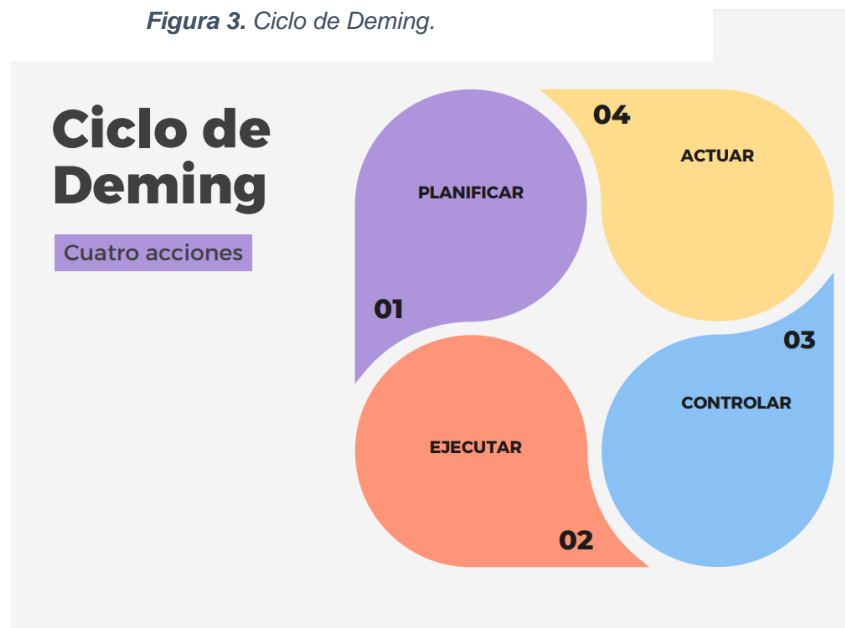 Figura 3. Ciclo de Deming.
Ciclo de
Deming
Cuatro acciones
PLANIFICAR
01
EJECUTAR
02
CONTROLAR
03
ACTUAR
04